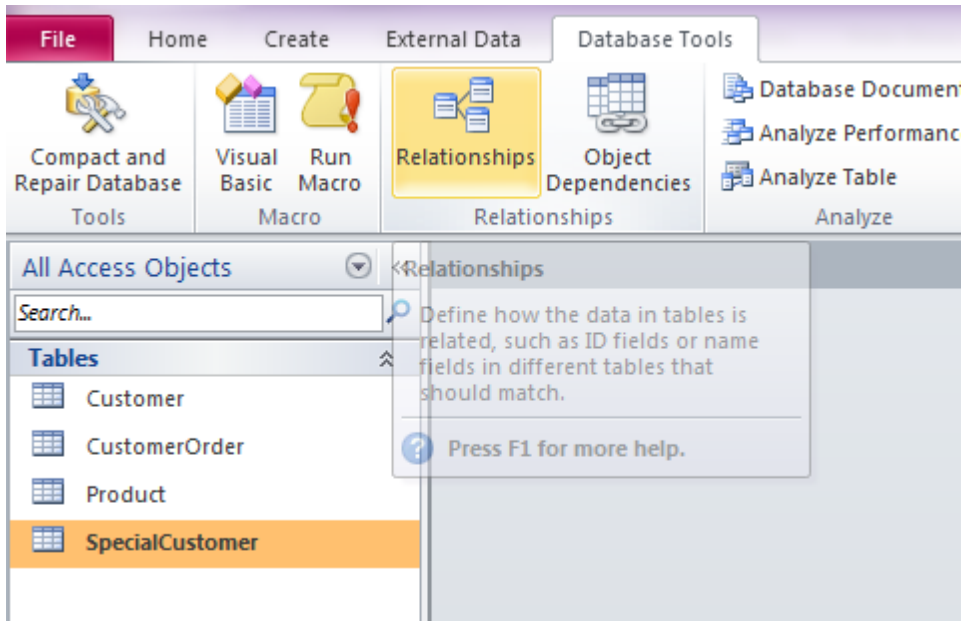 File Home Create External Data Database Tools
Compact and
Repair Database
Visual
Basic
Run
Macro
Relationships
Object
Dependencies
Database Document
Analyze Performanc
Analyze Table
Tools Macro Relationships Analyze
All Access Objects
Search...
Tables
Customer
CustomerOrder
Product
SpecialCustomer
Relationships
Define how the data in tables is
related, such as ID fields or name
fields in different tables that
should match.
Press F1 for more help.